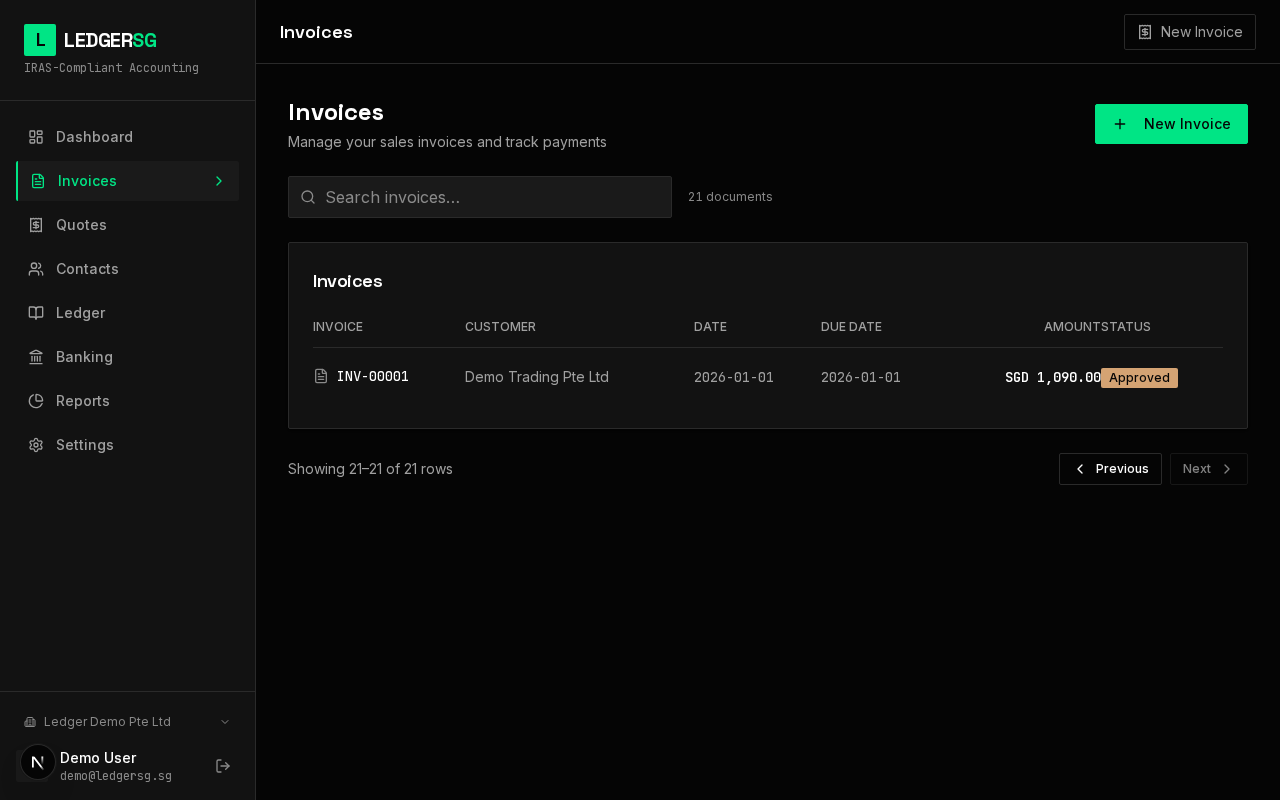 L LEDGERSG
IRAS-Compliant Accounting
Dashboard
Invoices
Quotes
Contacts
Ledger
Banking
Reports
Settings
Ledger Demo Pte Ltd
N
Demo User
demo@ledgersg.sg
Invoices
New Invoice
Invoices
Manage your sales invoices and track payments
New Invoice
Search invoices...
21 documents
Invoices
INVOICE CUSTOMER DATE DUE DATE AMOUNT STATUS
INV-00001 Demo Trading Pte Ltd 2026-01-01 2026-01-01 SGD 1,090.00 Approved
Showing 21–21 of 21 rows
Previous
Next